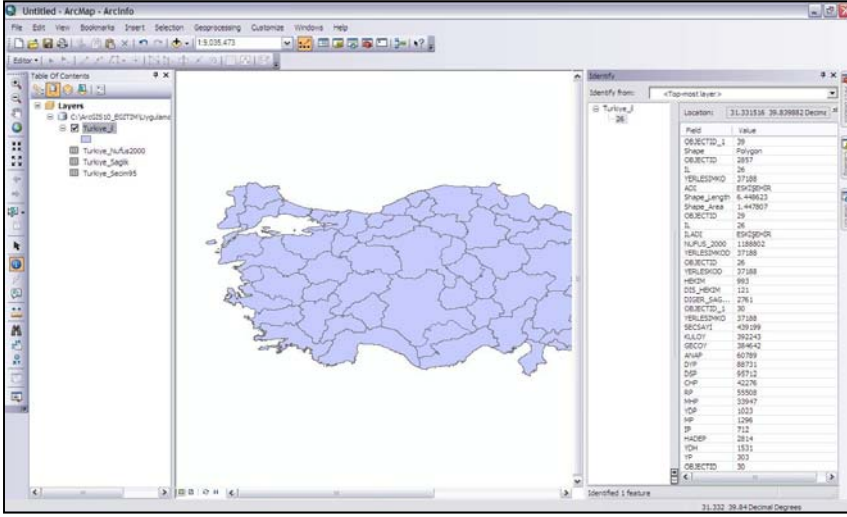 Untitled - ArcMap - ArcInfo
File Edit View Bookmarks Insert Selection Geoprocessing Customize Windows Help
1:9.035.473
Editor
Table Of Contents
Layers
Turkiye_il
Turkiye_Nufus2000
Turkiye_Saglik
Turkiye_Secim95
Identify
Identify from: <Top-most layer>
Turkiye_il
26
Location: 31.331516 39.839882 Decima
Field Value
OBJECTID_1 39
Shape Polygon
OBJECTID 2857
IL 26
YERLESIMKO 37188
ADI ESKİŞEHİR
Shape_Length 6.448623
Shape_Area 1.447807
OBJECTID 29
IL 26
ILADI ESKİŞEHİR
NUFUS_2000 1188802
YERLESIMKOD 37188
OBJECTID 26
YERLESKOD 37188
HEKIM 993
DIS_HEKIM 121
DIGER_SAG... 2761
OBJECTID_1 30
YERLESIMKO 37188
SECSAYI 439199
KULOY 392243
GECOY 384642
ANAP 60789
DYP 88731
DSP 95712
CHP 42276
RP 55508
MHP 33947
YDP 1023
MP 1296
IP 712
HADEP 2814
YDH 1531
YP 303
OBJECTID 30
Identified 1 feature
31.332 39.84 Decimal Degrees